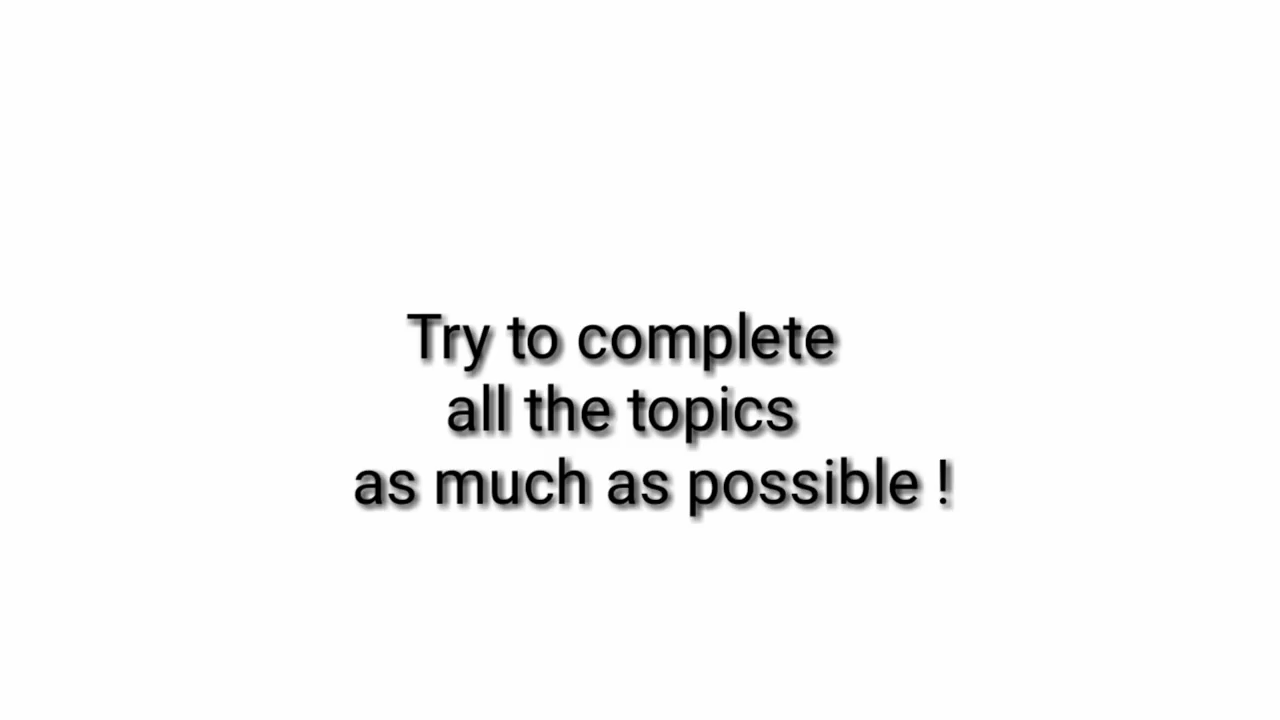 Try to complete
all the topics
as much as possible !